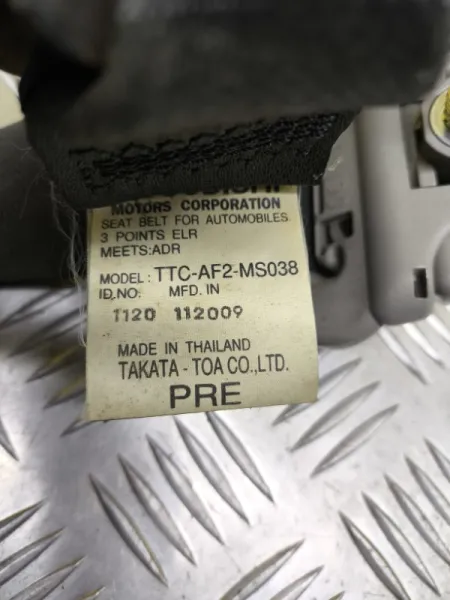 MOTORS CORPORATION
SEAT BELT FOR AUTOMOBILES
3 POINTS ELR
MEETS:ADR
MODEL: TTC-AF2-MS038
ID.NO. MFD. IN
1120 112009
MADE IN THAILAND
TAKATA - TOA CO.,LTD.
PRE